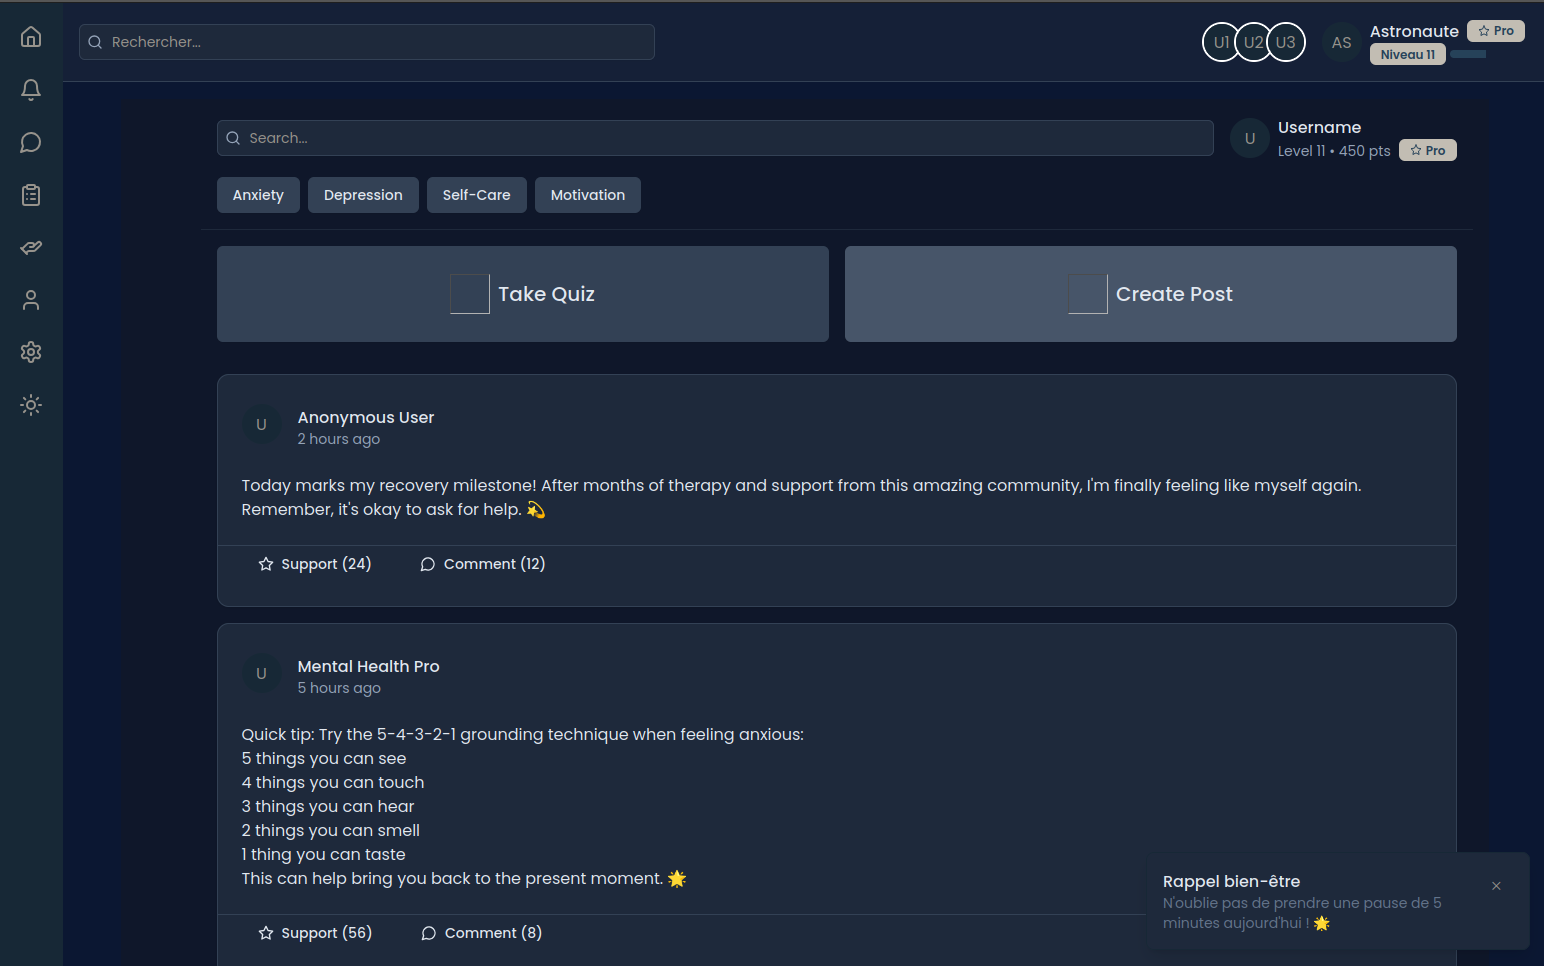 Rechercher...
U1 U2 U3
AS
Astronaute
Pro
Niveau 11
Search...
U
Username
Level 11 • 450 pts
Pro
Anxiety
Depression
Self-Care
Motivation
Take Quiz
Create Post
U
Anonymous User
2 hours ago
Today marks my recovery milestone! After months of therapy and support from this amazing community, I'm finally feeling like myself again.
Remember, it's okay to ask for help. 💫
Support (24)
Comment (12)
U
Mental Health Pro
5 hours ago
Quick tip: Try the 5-4-3-2-1 grounding technique when feeling anxious:
5 things you can see
4 things you can touch
3 things you can hear
2 things you can smell
1 thing you can taste
This can help bring you back to the present moment. 🌟
Support (56)
Comment (8)
Rappel bien-être
N'oublie pas de prendre une pause de 5
minutes aujourd'hui ! 🌟